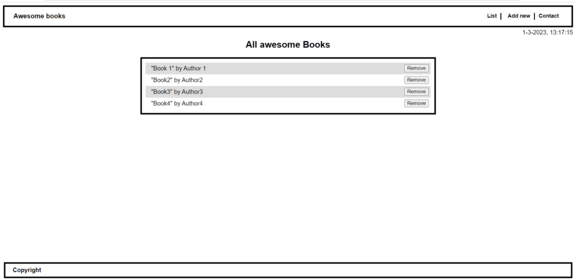 Awesome books
List | Add new | Contact
1-3-2023, 13:17:15
All awesome Books
"Book 1" by Author 1 Remove
"Book2" by Author2 Remove
"Book3" by Author3 Remove
"Book4" by Author4 Remove
Copyright